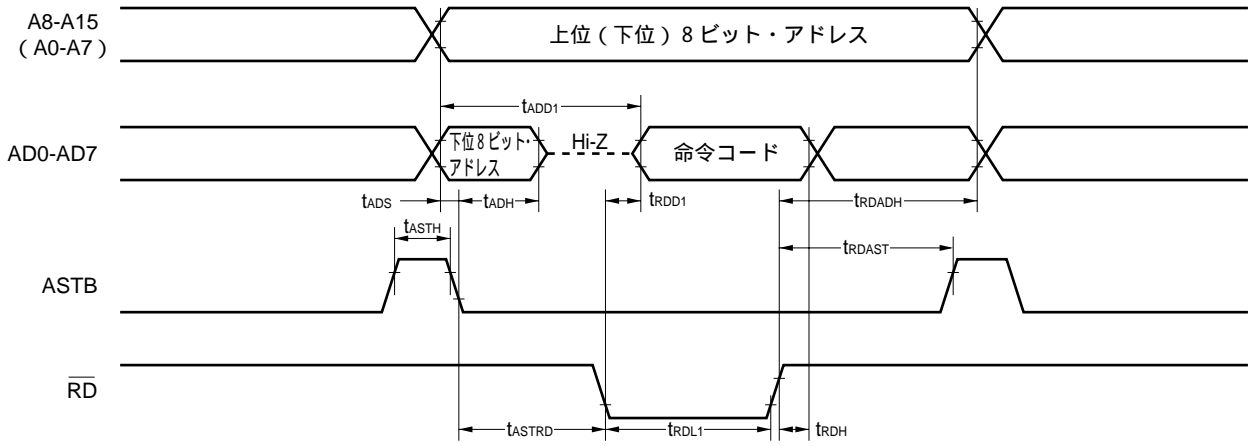 A8-A15
(A0-A7)
上位(下位)8ビット・アドレス
tADD1
AD0-AD7
下位8ビット・
アドレス
Hi-Z
命令コード
tADS
tADH
tRDD1
tRDADH
tASTH
tRDAST
ASTB
RD
tASTRD
tRDL1
tRDH